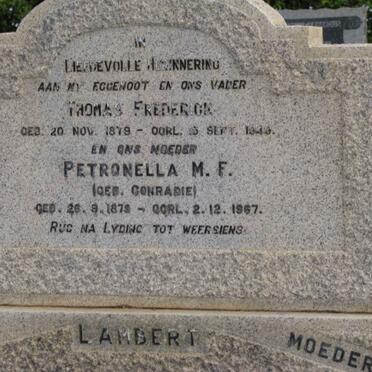 IN
LIEFDEVOLLE HERINNERING
AAN MY EGGENOOT EN ONS VADER
THOMAS FREDERICK
GEB. 20 NOV. 1879 – OORL. SEPT.
EN ONS MOEDER
PETRONELLA M. F.
(GEB. CONRADIE)
GEB. 26. 9. 1879 – OORL. 2.12.1967.
RUS NA LYDING TOT WEERSIENS
LAMBERT
MOEDER